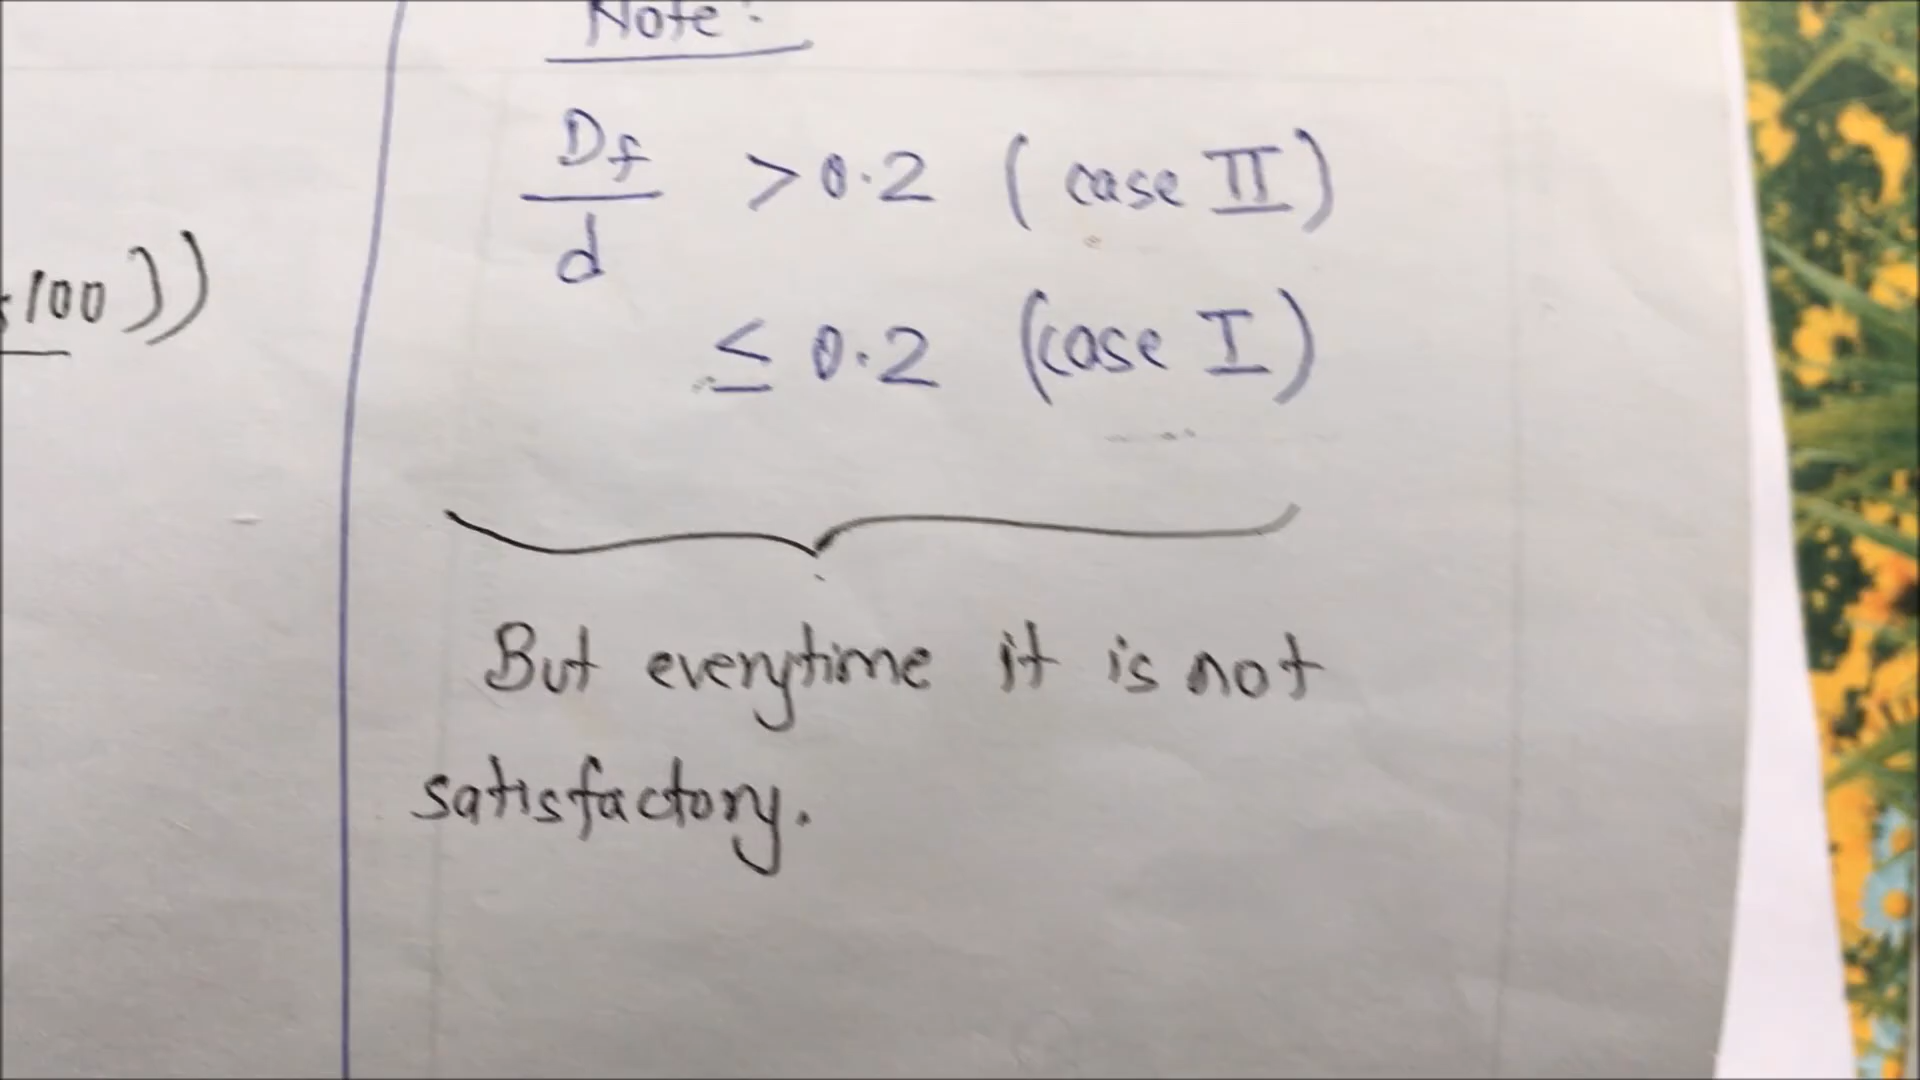 Note:
Df
d
> 0.2 (case II)
≤ 0.2 (case I)
100))
But everytime it is not
satisfactory.